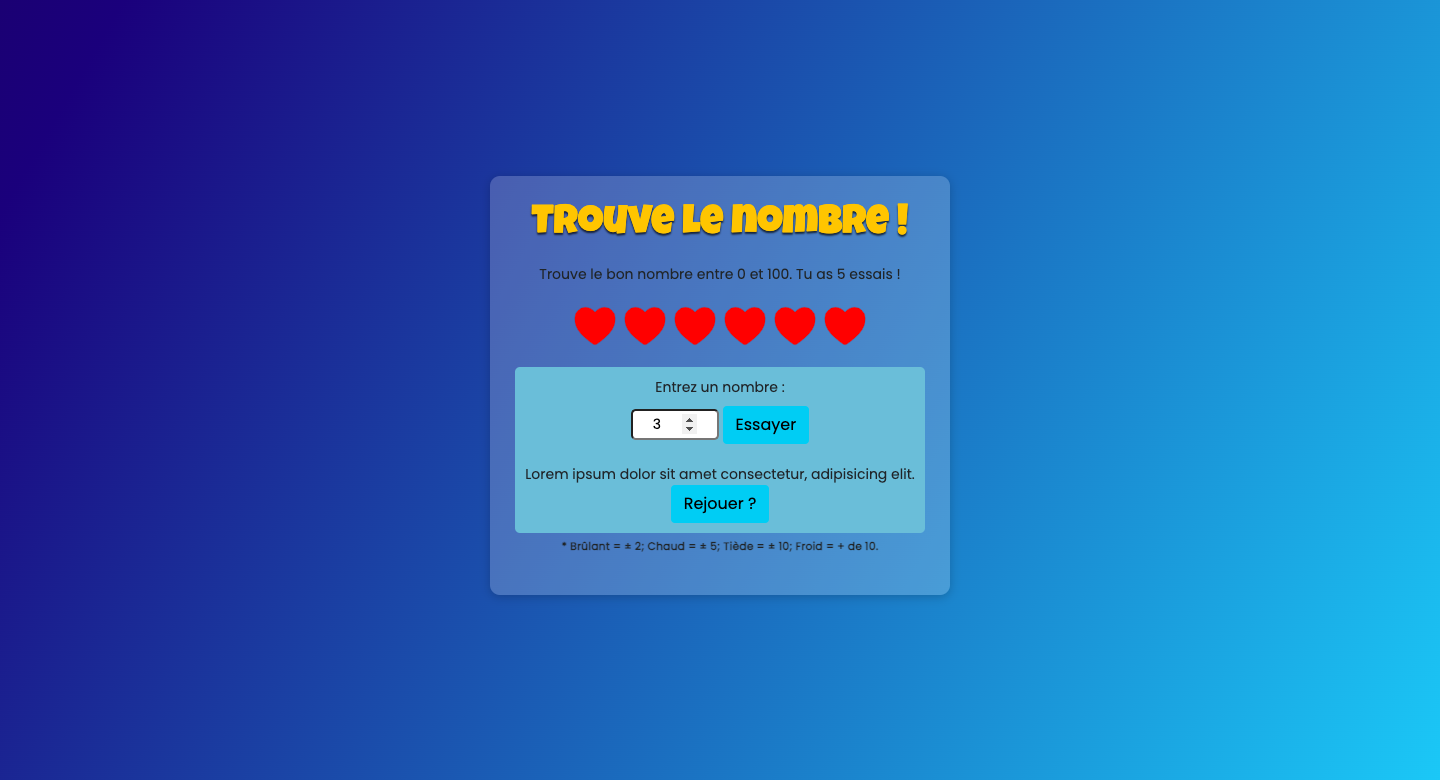 Trouve le nombre !
Trouve le bon nombre entre 0 et 100. Tu as 5 essais !
Entrez un nombre :
3 Essayer
Lorem ipsum dolor sit amet consectetur, adipisicing elit.
Rejouer ?
* Brûlant = ± 2; Chaud = ± 5; Tiède = ± 10; Froid = + de 10.